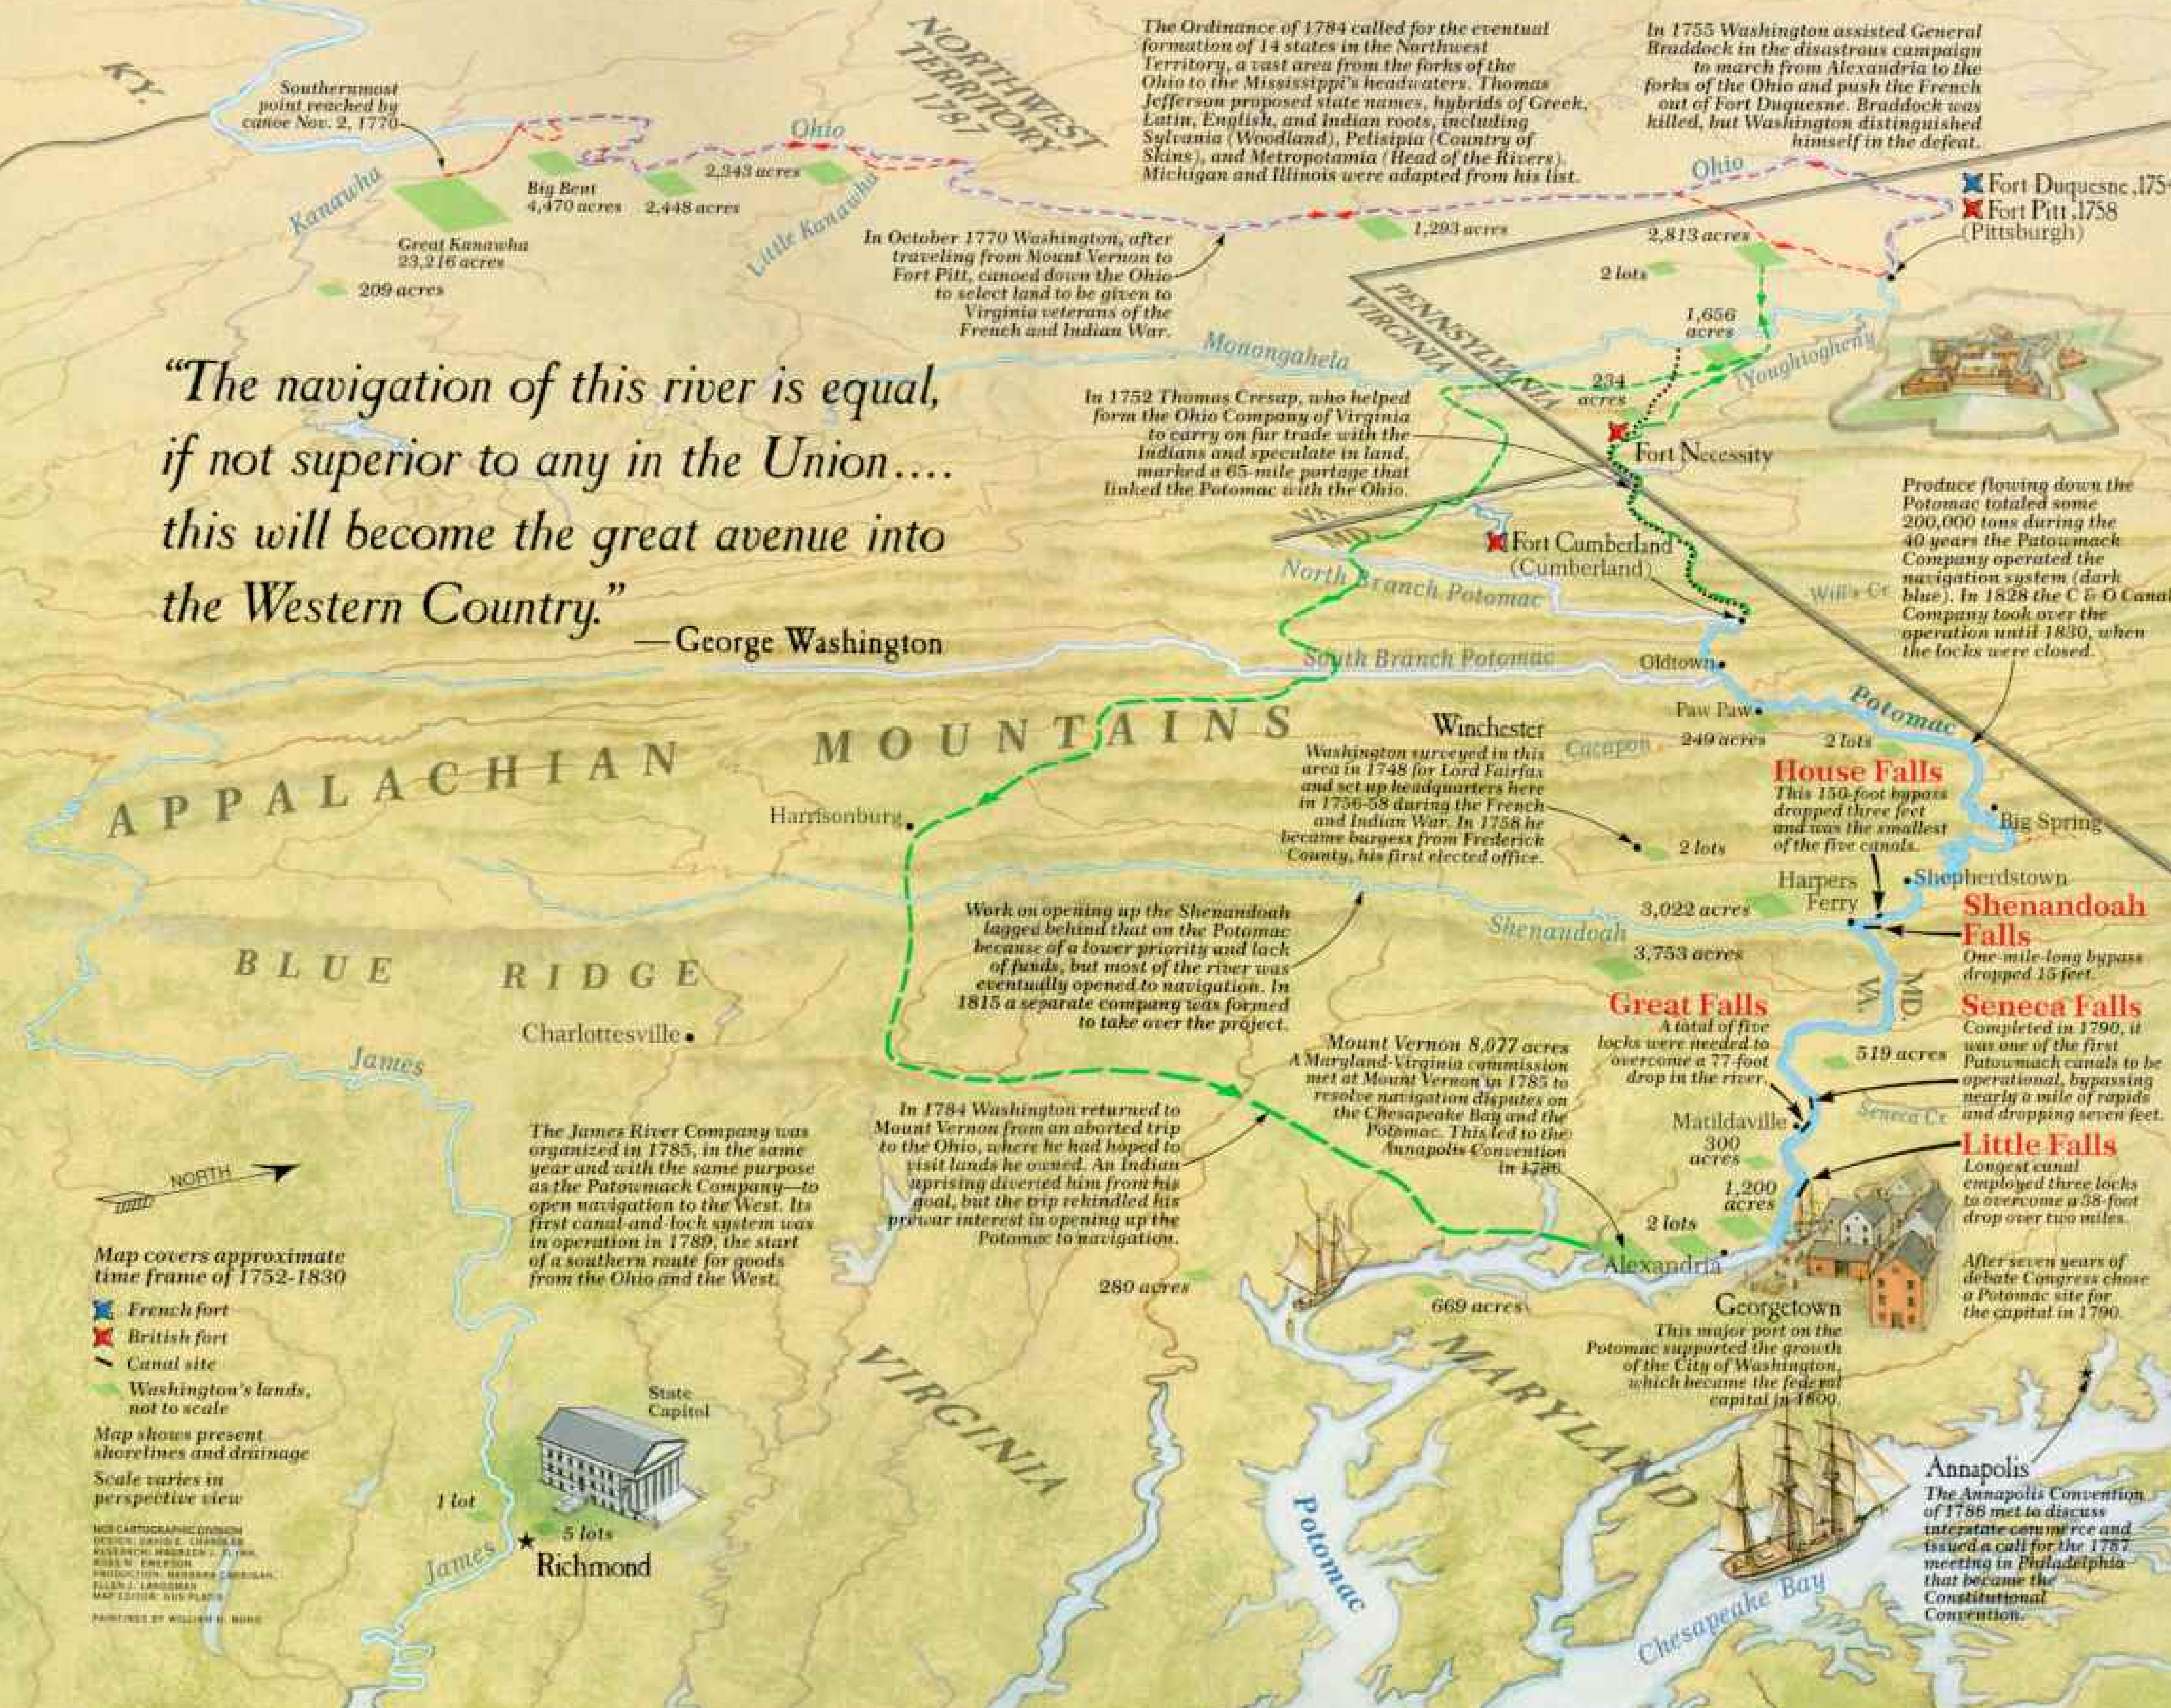 KY.
Southernmost
point reached by
canoe Nov. 2, 1770
Kanawha
Great Kanawha
23,216 acres
209 acres
Big Bent
4,470 acres
2,448 acres
2,343 acres
Ohio
Little Kanawha
NORTHWEST
TERRITORY
1787
In October 1770 Washington, after
traveling from Mount Vernon to
Fort Pitt, canoed down the Ohio
to select land to be given to
Virginia veterans of the
French and Indian War.
The Ordinance of 1784 called for the eventual
formation of 14 states in the Northwest
Territory, a vast area from the forks of the
Ohio to the Mississippi's headwaters. Thomas
Jefferson proposed state names, hybrids of Greek,
Latin, English, and Indian roots, including
Sylvania (Woodland), Pelisipia (Country of
Skins), and Metropotamia (Head of the Rivers).
Michigan and Illinois were adapted from his list.
In 1755 Washington assisted General
Braddock in the disastrous campaign
to march from Alexandria to the
forks of the Ohio and push the French
out of Fort Duquesne. Braddock was
killed, but Washington distinguished
himself in the defeat.
Ohio
Fort Duquesne, 175
Fort Pitt, 1758
(Pittsburgh)
1,293 acres
2,813 acres
2 lots
1,656
acres
PENNSYLVANIA
VIRGINIA
Monongahela
Youghiogheny
234
acres
Fort Necessity
In 1752 Thomas Cresap, who helped
form the Ohio Company of Virginia
to carry on fur trade with the
Indians and speculate in land,
marked a 65-mile portage that
linked the Potomac with the Ohio.
"The navigation of this river is equal,
if not superior to any in the Union....
this will become the great avenue into
the Western Country."
—George Washington
VA.
MD.
Fort Cumberland
(Cumberland)
North Branch Potomac
Will's Cr.
Produce flowing down the
Potomac totaled some
200,000 tons during the
40 years the Patowmack
Company operated the
navigation system (dark
blue). In 1828 the C & O Canal
Company took over the
operation until 1830, when
the locks were closed.
South Branch Potomac
Oldtown
Paw Paw
Potomac
APPALACHIAN MOUNTAINS
Winchester
Washington surveyed in this
area in 1748 for Lord Fairfax
and set up headquarters here
in 1756-58 during the French
and Indian War. In 1758 he
became burgess from Frederick
County, his first elected office.
Cacapon
249 acres
2 lots
House Falls
This 150-foot bypass
dropped three feet
and was the smallest
of the five canals.
Big Spring
Harrisonburg
2 lots
Harpers
Ferry
Shepherdstown
3,022 acres
Shenandoah
Falls
One-mile-long bypass
dropped 15 feet.
Shenandoah
3,753 acres
Work on opening up the Shenandoah
lagged behind that on the Potomac
because of a lower priority and lack
of funds, but most of the river was
eventually opened to navigation. In
1815 a separate company was formed
to take over the project.
BLUE RIDGE
Charlottesville
James
VA.
MD.
Great Falls
A total of five
locks were needed to
overcome a 77-foot
drop in the river.
Seneca Falls
Completed in 1790, it
was one of the first
Patowmack canals to be
operational, bypassing
nearly a mile of rapids
and dropping seven feet.
519 acres
Seneca Cr.
Mount Vernon 8,077 acres
A Maryland-Virginia commission
met at Mount Vernon in 1785 to
resolve navigation disputes on
the Chesapeake Bay and the
Potomac. This led to the
Annapolis Convention
in 1786.
Matildaville
300
acres
Little Falls
Longest canal
employed three locks
to overcome a 38-foot
drop over two miles.
1,200
acres
2 lots
Alexandria
In 1784 Washington returned to
Mount Vernon from an aborted trip
to the Ohio, where he had hoped to
visit lands he owned. An Indian
uprising diverted him from his
goal, but the trip rekindled his
prewar interest in opening up the
Potomac to navigation.
The James River Company was
organized in 1785, in the same
year and with the same purpose
as the Patowmack Company—to
open navigation to the West. Its
first canal-and-lock system was
in operation in 1789, the start
of a southern route for goods
from the Ohio and the West.
280 acres
669 acres
After seven years of
debate Congress chose
a Potomac site for
the capital in 1790.
Georgetown
This major port on the
Potomac supported the growth
of the City of Washington,
which became the federal
capital in 1800.
NORTH
Map covers approximate
time frame of 1752-1830
French fort
British fort
Canal site
Washington's lands,
not to scale
Map shows present
shorelines and drainage
Scale varies in
perspective view
NGS CARTOGRAPHIC DIVISION
DESIGN: DAVID E. CHANDLER
RESEARCH: MAUREEN J. FLYNN,
ROSS M. EMERSON
PRODUCTION: BARBARA CARRIGAN,
ELLEN J. LANDSMAN
MAP EDITOR: GUS PLATIS
PAINTINGS BY WILLIAM H. BOND
VIRGINIA
MARYLAND
State
Capitol
1 lot
5 lots
Richmond
James
Potomac
Chesapeake Bay
Annapolis
The Annapolis Convention
of 1786 met to discuss
interstate commerce and
issued a call for the 1787
meeting in Philadelphia
that became the
Constitutional
Convention.